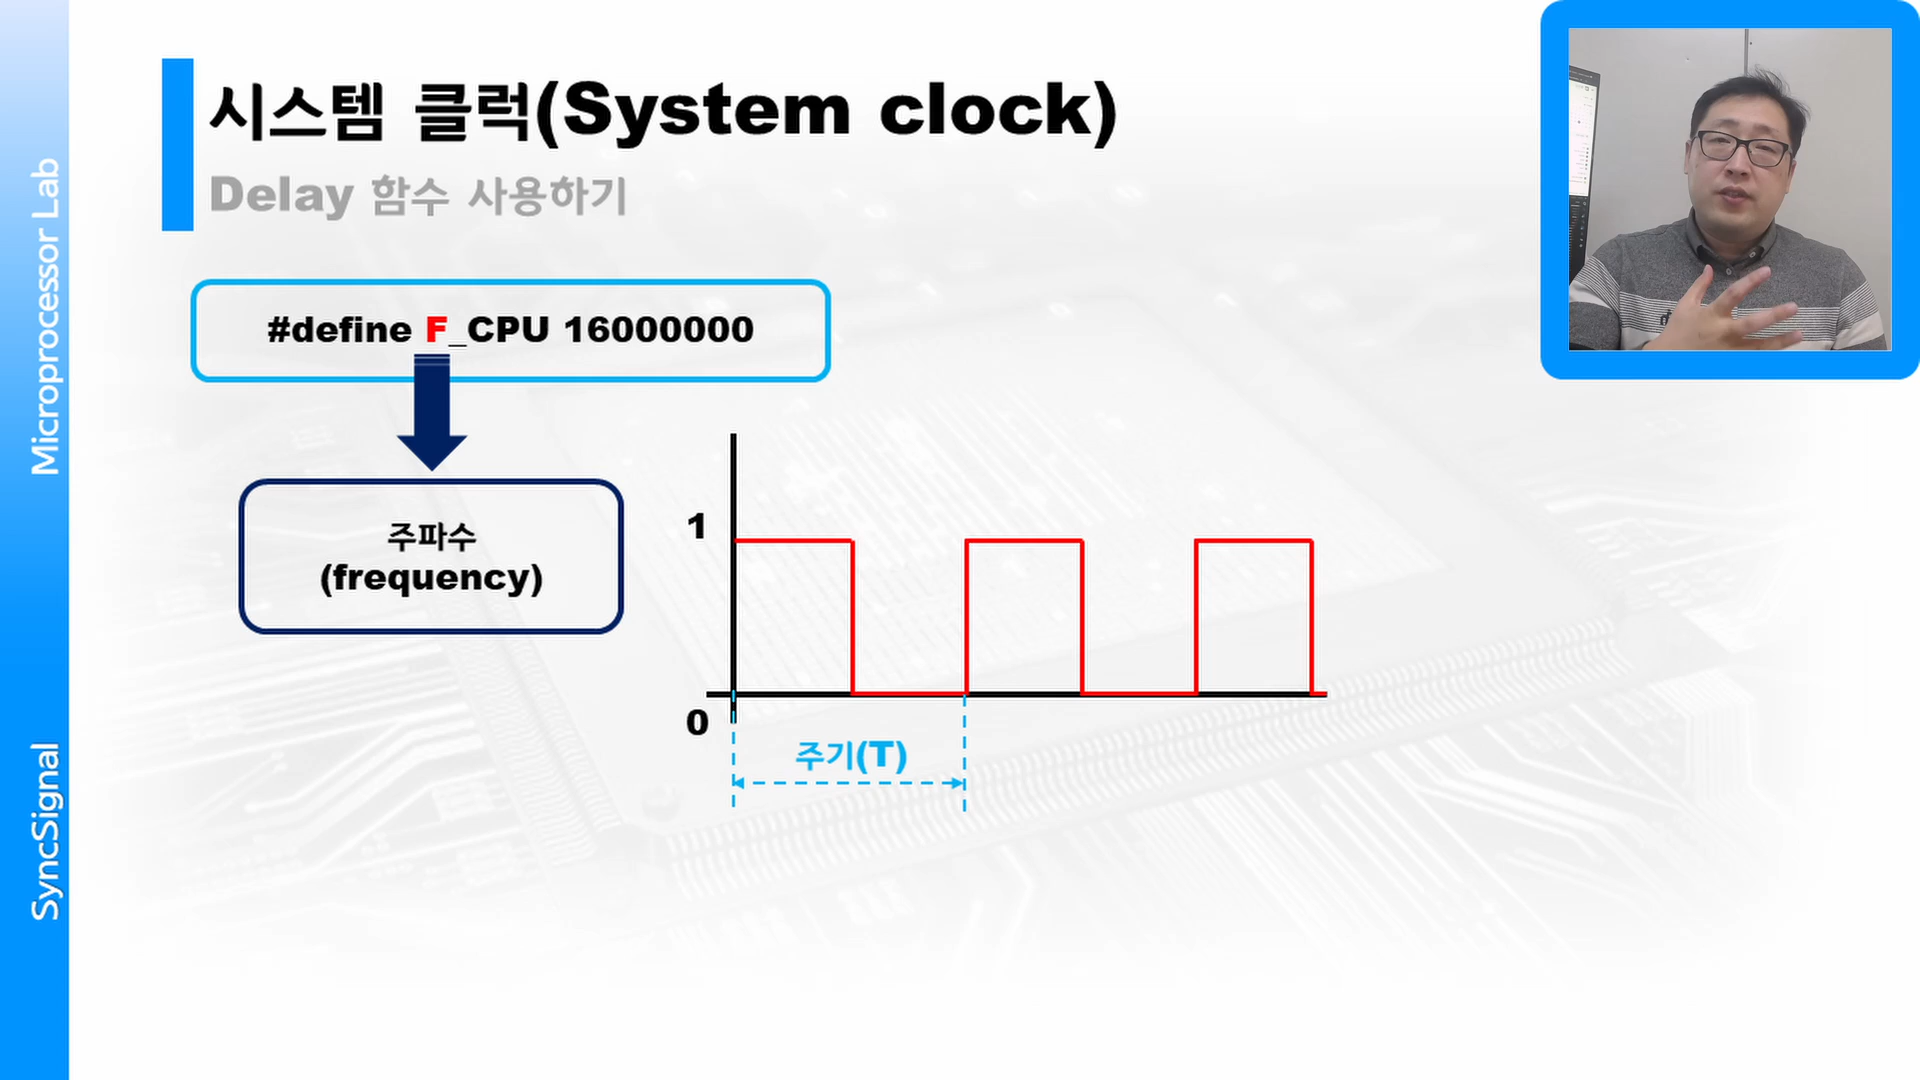 시스템 클럭(System clock)
Delay 함수 사용하기
#define F_CPU 16000000
주파수
(frequency)
1
0
주기(T)
Microprocessor Lab
SyncSignal